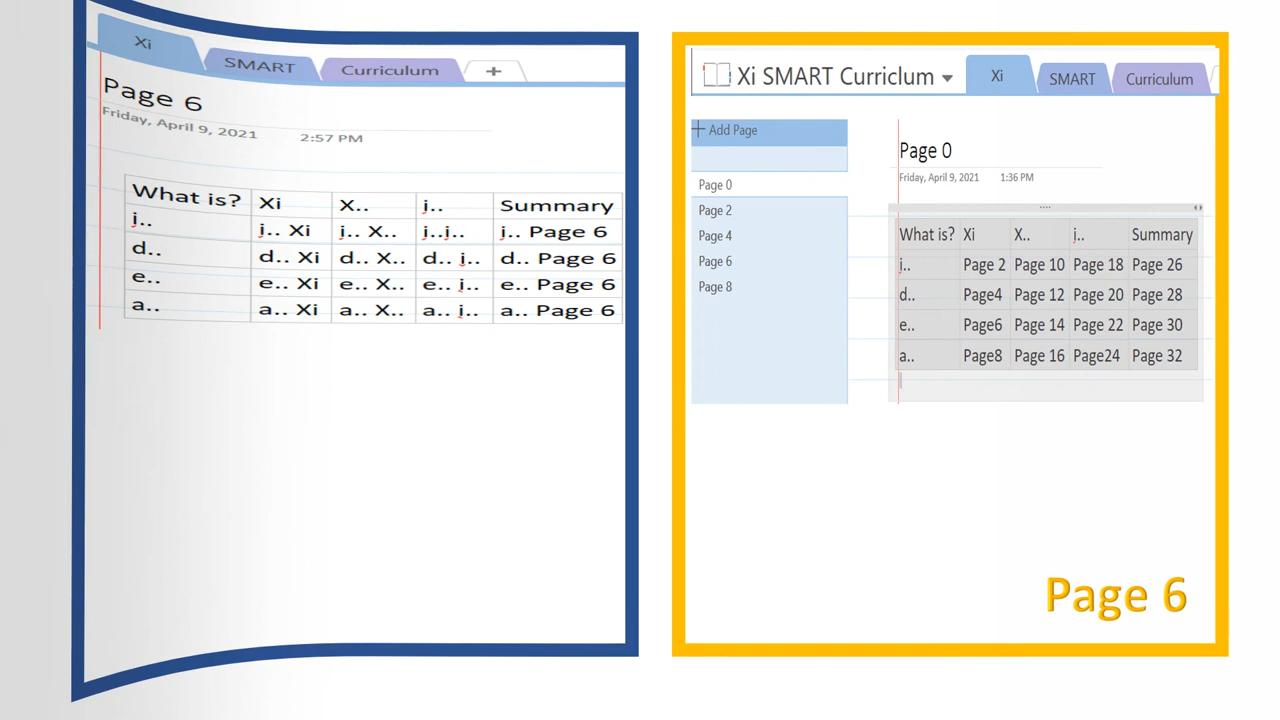 Xi SMART Curriculum +
Page 6
Friday, April 9, 2021 2:57 PM
What is? Xi X.. i.. Summary
i.. i.. Xi i.. X.. i..i.. i.. Page 6
d.. d.. Xi d.. X.. d.. i.. d.. Page 6
e.. e.. Xi e.. X.. e.. i.. e.. Page 6
a.. a.. Xi a.. X.. a.. i.. a.. Page 6
Xi SMART Curriclum Xi SMART Curriculum
+ Add Page
Page 0
Page 2
Page 4
Page 6
Page 8
Page 0
Friday, April 9, 2021 1:36 PM
What is? Xi X.. i.. Summary
i.. Page 2 Page 10 Page 18 Page 26
d.. Page4 Page 12 Page 20 Page 28
e.. Page6 Page 14 Page 22 Page 30
a.. Page8 Page 16 Page24 Page 32
Page 6